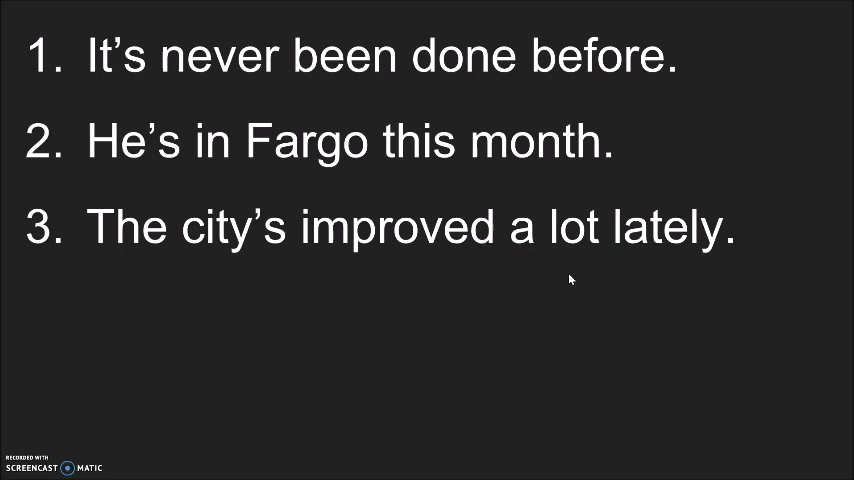 1. It’s never been done before.
2. He’s in Fargo this month.
3. The city’s improved a lot lately.
RECORDED WITH
SCREENCAST MATIC